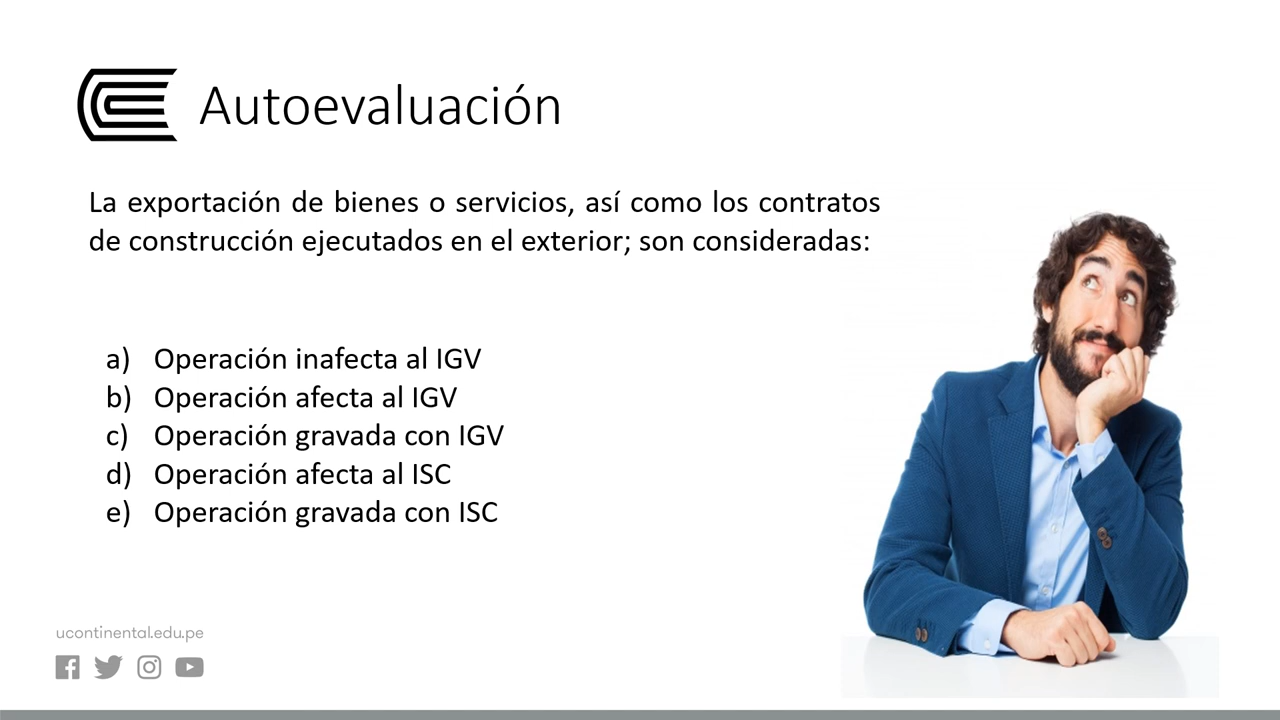 Autoevaluación
La exportación de bienes o servicios, así como los contratos
de construcción ejecutados en el exterior; son consideradas:
a) Operación inafecta al IGV
b) Operación afecta al IGV
c) Operación gravada con IGV
d) Operación afecta al ISC
e) Operación gravada con ISC
ucontinental.edu.pe